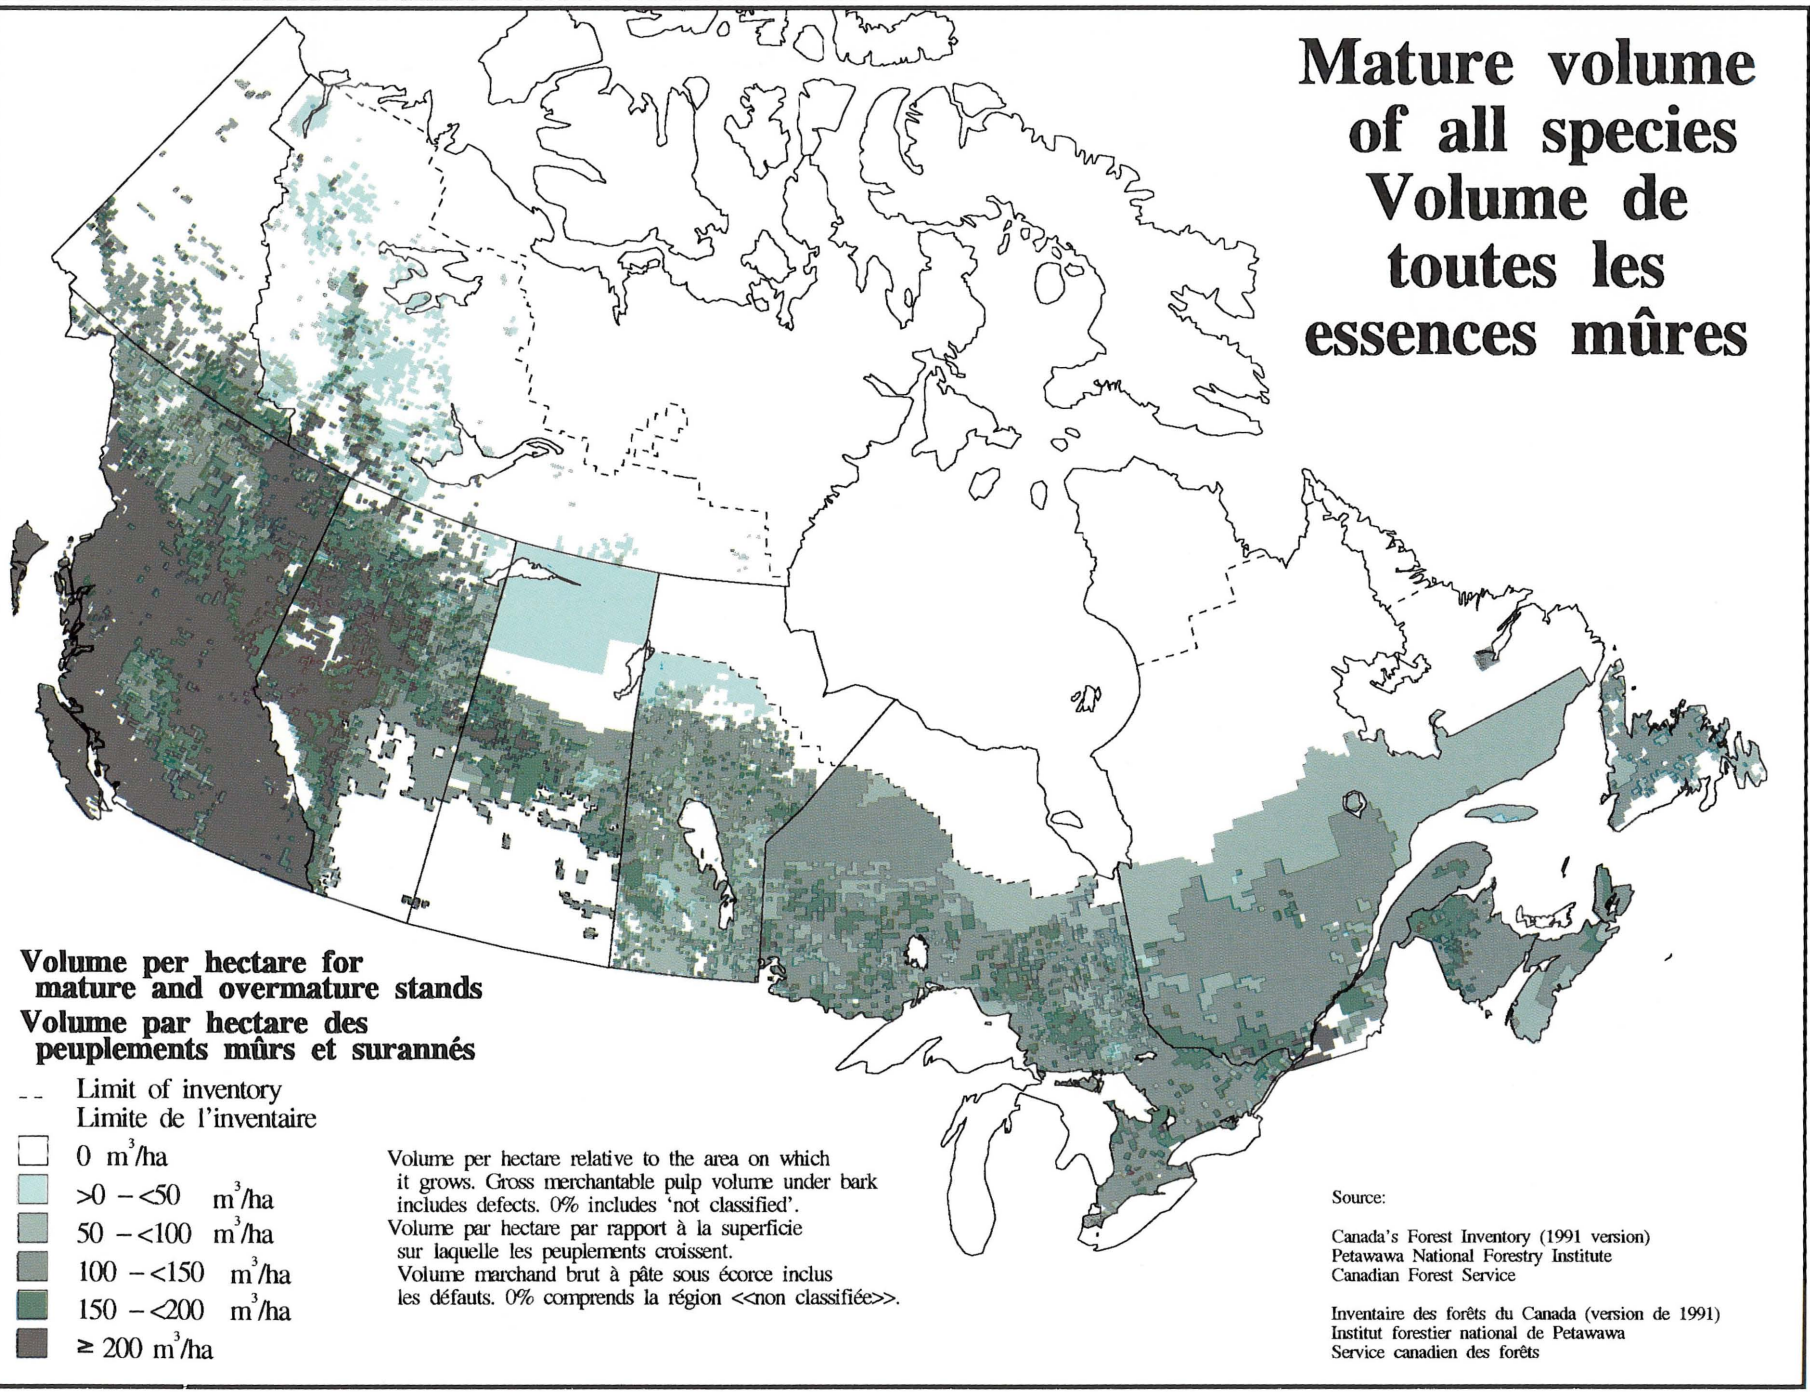 Mature volume
of all species
Volume de
toutes les
essences mûres
Volume per hectare for
mature and overmature stands
Volume par hectare des
peuplements mûrs et surannés
-- Limit of inventory
Limite de l'inventaire
0 m³/ha
>0 – <50 m³/ha
50 – <100 m³/ha
100 – <150 m³/ha
150 – <200 m³/ha
≥ 200 m³/ha
Volume per hectare relative to the area on which
it grows. Gross merchantable pulp volume under bark
includes defects. 0% includes 'not classified'.
Volume par hectare par rapport à la superficie
sur laquelle les peuplements croissent.
Volume marchand brut à pâte sous écorce inclus
les défauts. 0% comprends la région <<non classifiée>>.
Source:
Canada's Forest Inventory (1991 version)
Petawawa National Forestry Institute
Canadian Forest Service
Inventaire des forêts du Canada (version de 1991)
Institut forestier national de Petawawa
Service canadien des forêts